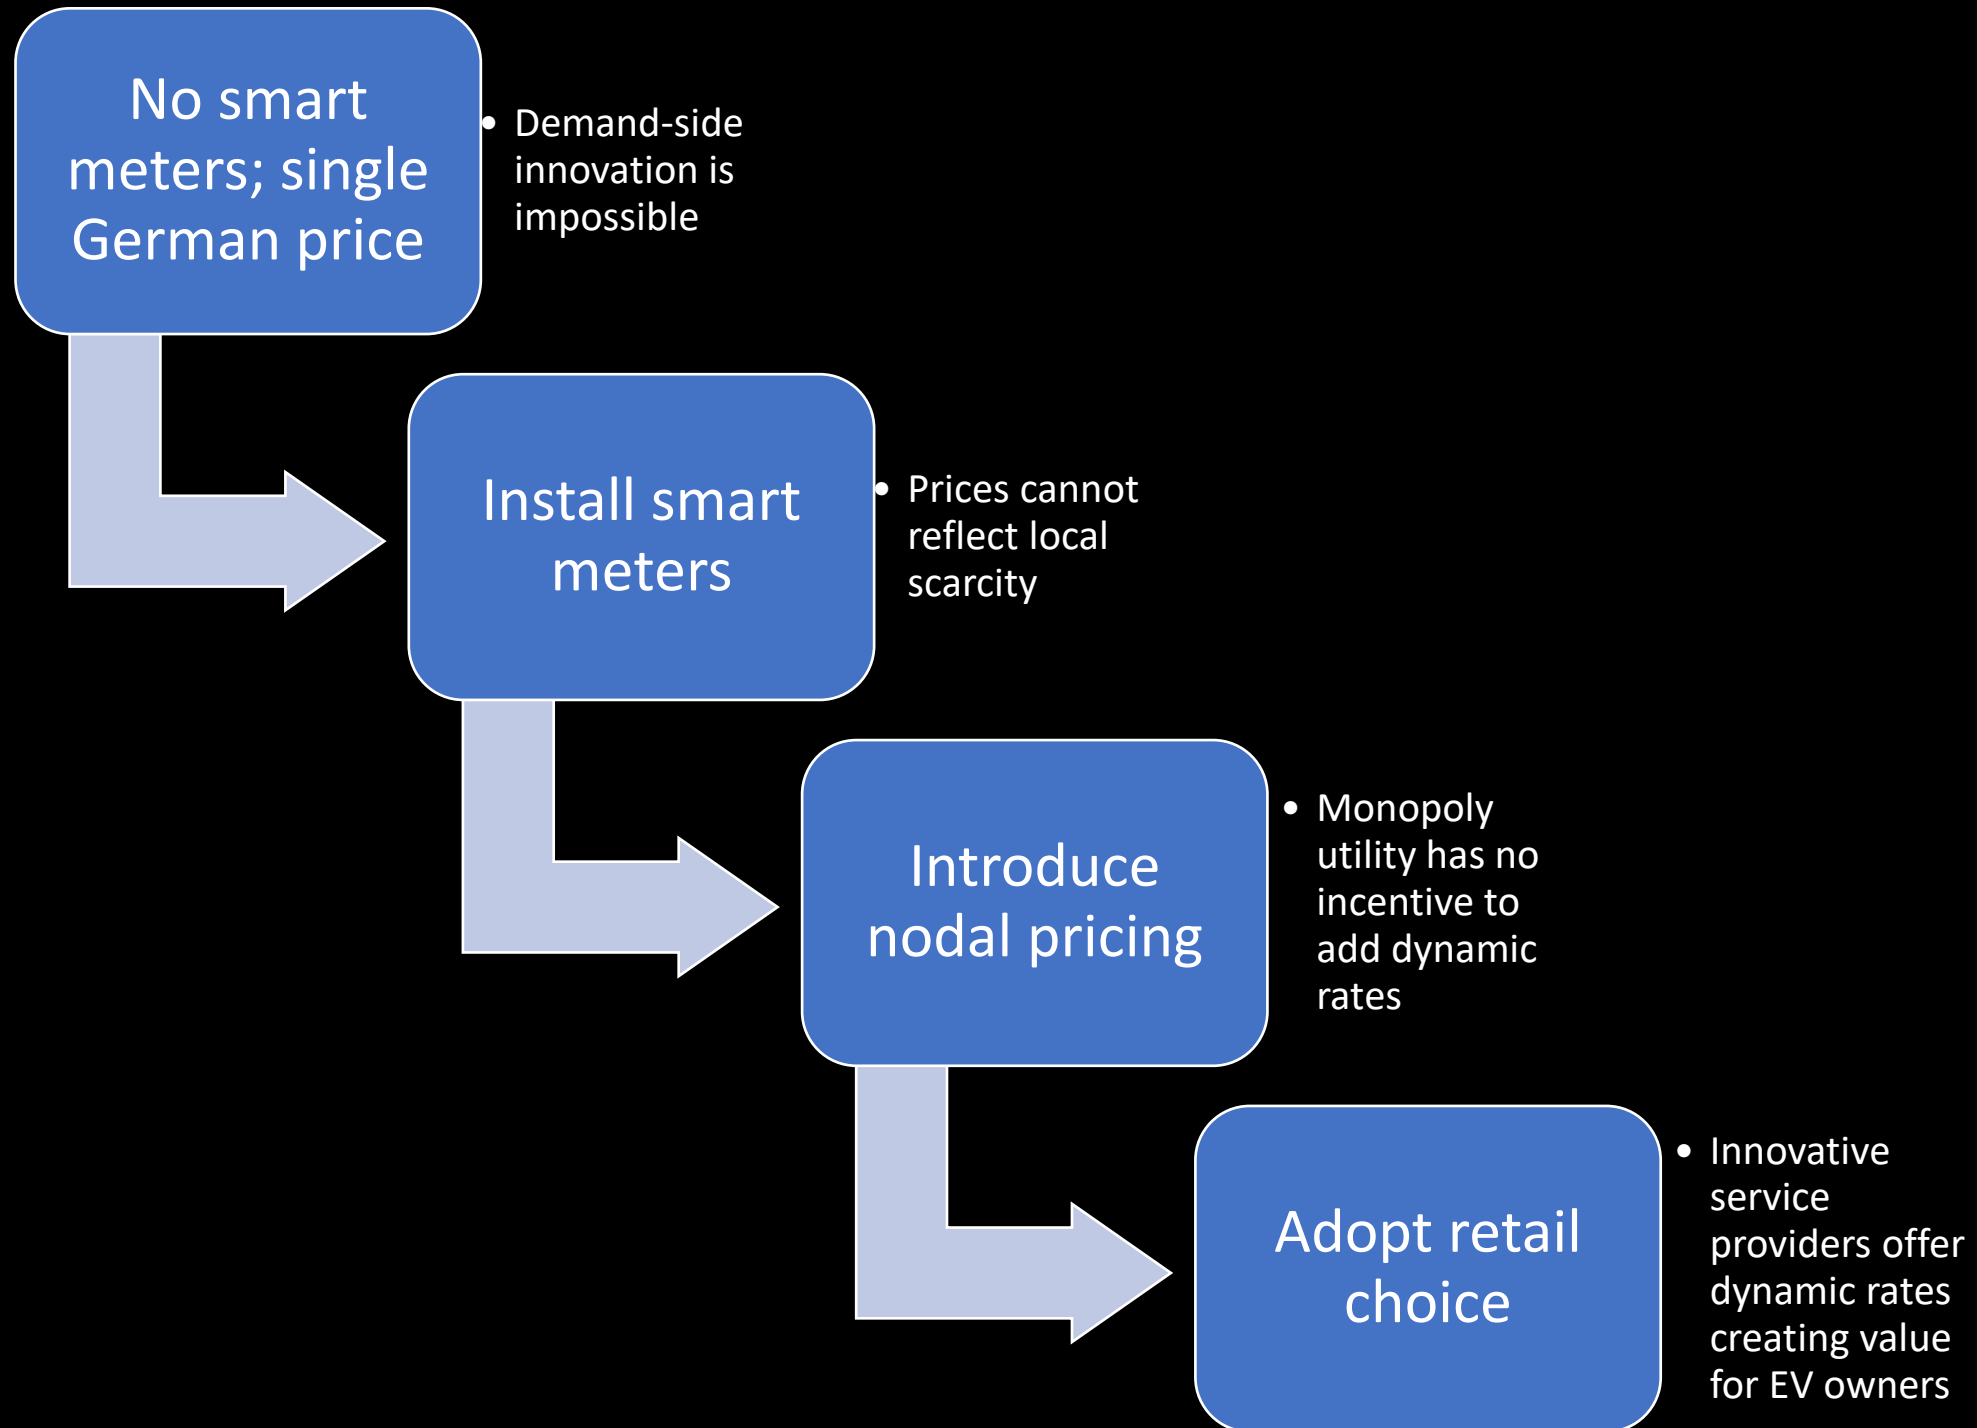 No smart
meters; single
German price
• Demand-side
innovation is
impossible
Install smart
meters
• Prices cannot
reflect local
scarcity
Introduce
nodal pricing
• Monopoly
utility has no
incentive to
add dynamic
rates
Adopt retail
choice
• Innovative
service
providers offer
dynamic rates
creating value
for EV owners